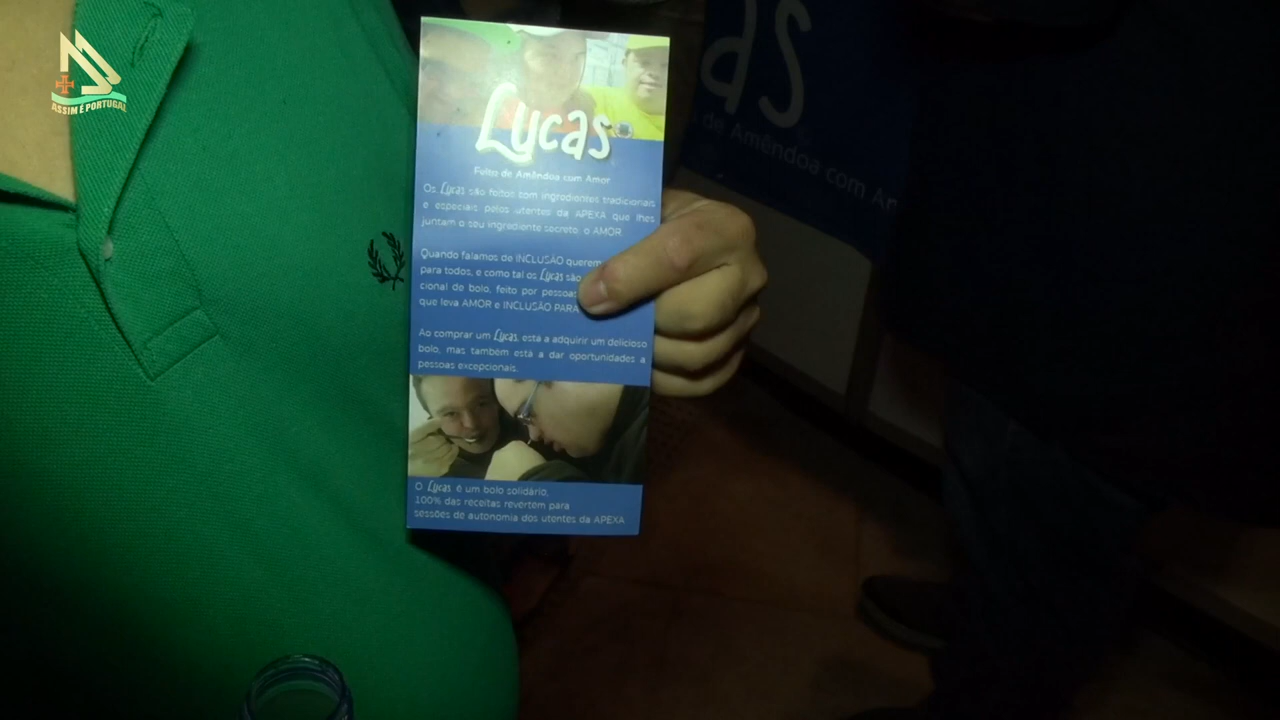 ASSIM É PORTUGAL
as
de Amêndoa com Am
Lucas
Feito de Amêndoa com Amor
Os Lucas são feitos com ingredientes tradicionais
e especiais pelos utentes da APEXA que lhes
juntam o seu ingrediente secreto: o AMOR.
Quando falamos de INCLUSÃO querem
para todos, e como tal os Lucas são
cional de bolo, feito por pessoas
que leva AMOR e INCLUSÃO PARA
Ao comprar um Lucas, está a adquirir um delicioso
bolo, mas também está a dar oportunidades a
pessoas excepcionais.
O Lucas é um bolo solidário,
100% das receitas revertem para
sessões de autonomia dos utentes da APEXA